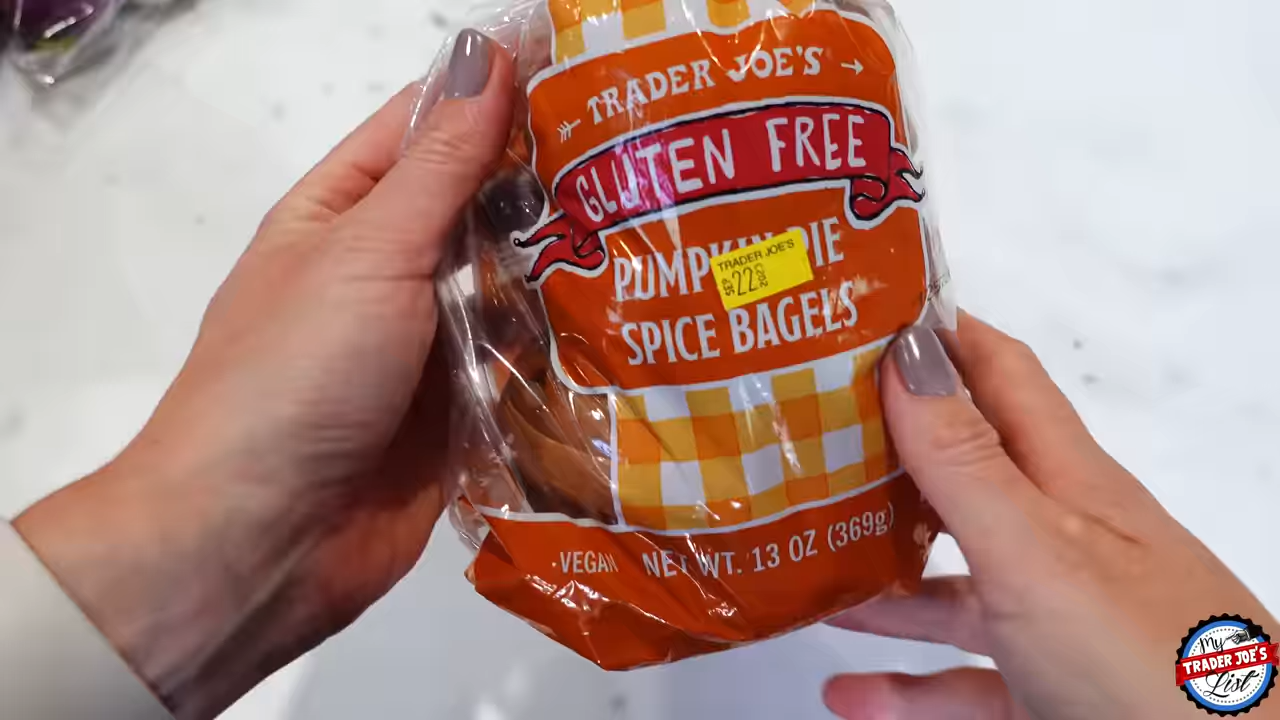 TRADER JOE'S
GLUTEN FREE
PUMPKIN PIE
TRADER JOE'S
22
SPICE BAGELS
·VEGAN NET WT. 13 OZ (369g)
My
TRADER JOE'S
List